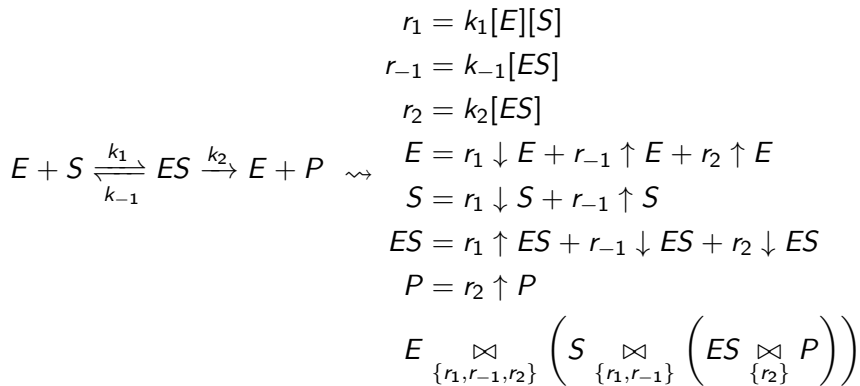 r₁ = k₁[E][S]
r₋₁ = k₋₁[ES]
r₂ = k₂[ES]
E + S ⇌ ES → E + P ⇝
k₁
k₋₁
k₂
E = r₁ ↓ E + r₋₁ ↑ E + r₂ ↑ E
S = r₁ ↓ S + r₋₁ ↑ S
ES = r₁ ↑ ES + r₋₁ ↓ ES + r₂ ↓ ES
P = r₂ ↑ P
E ⋈ (S ⋈ (ES ⋈ P))
{r₁,r₋₁,r₂} {r₁,r₋₁} {r₂}